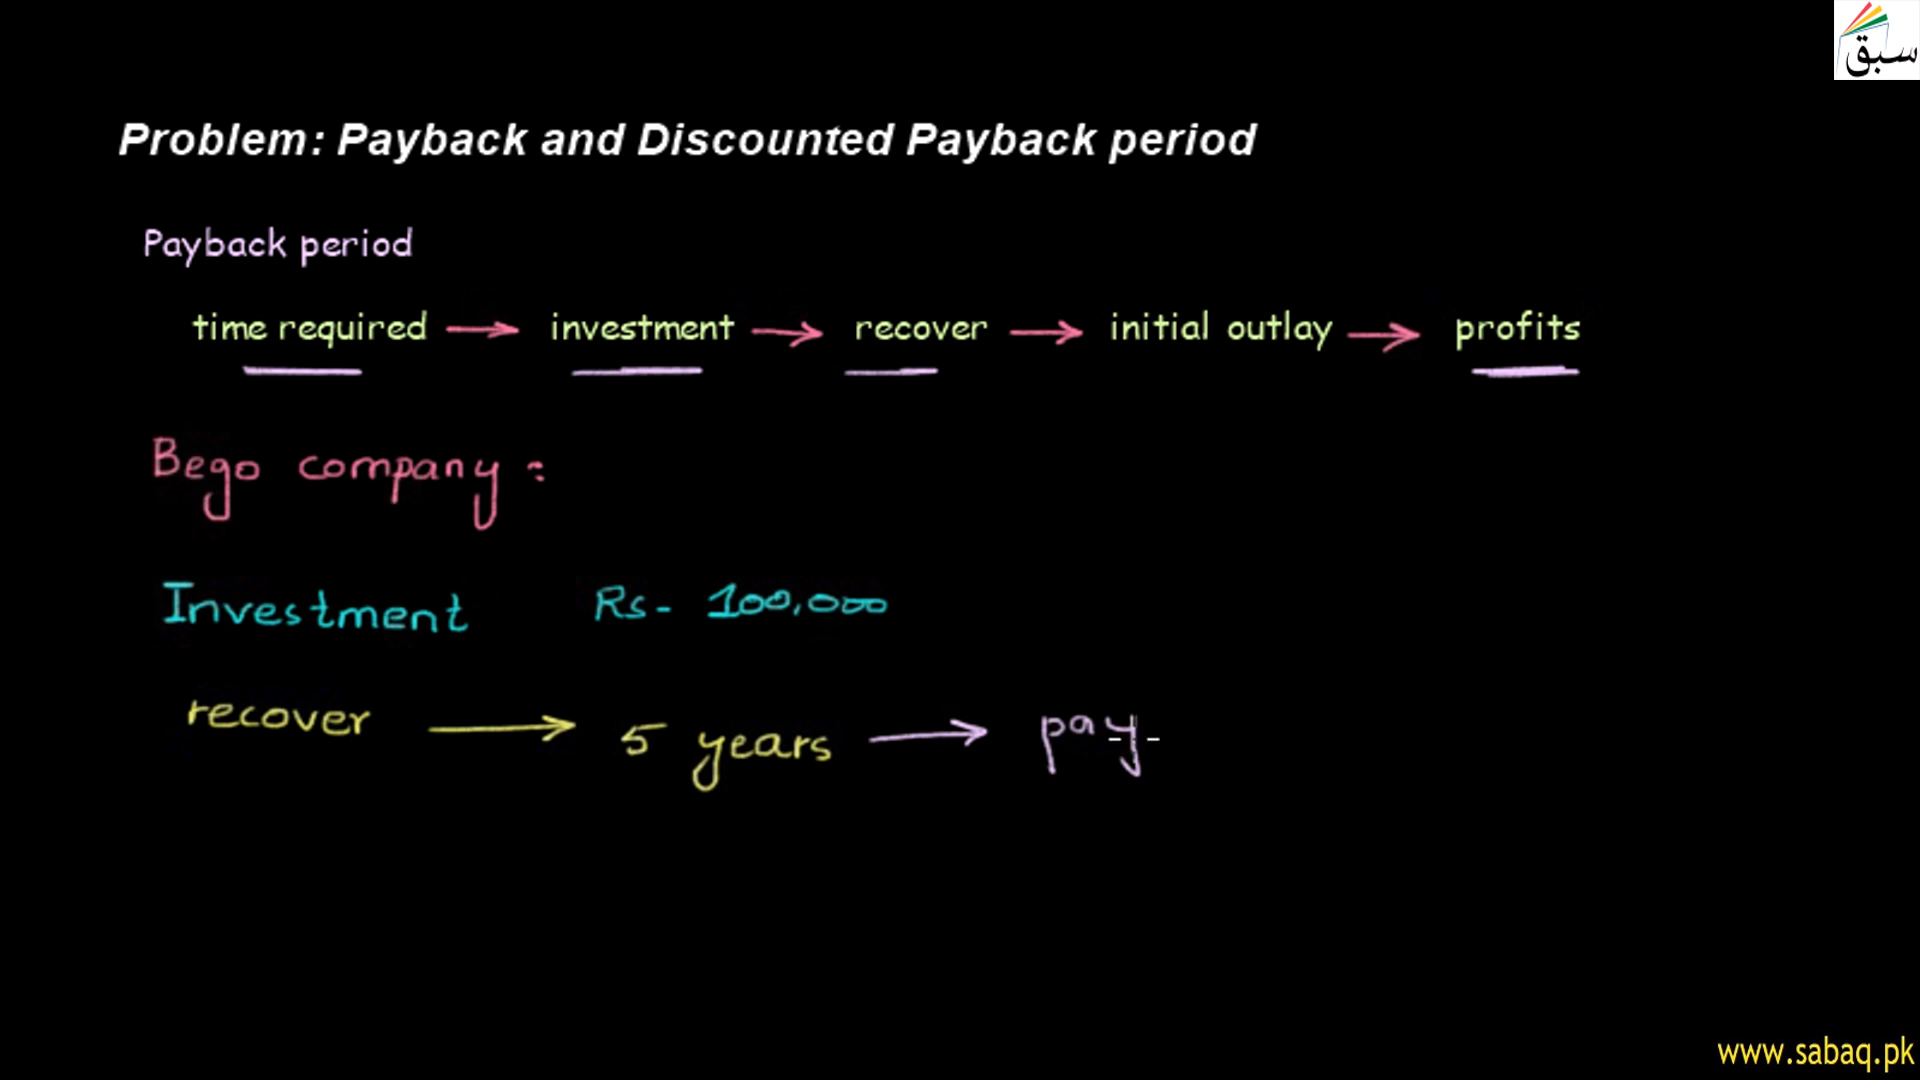 سبق
Problem: Payback and Discounted Payback period
Payback period
time required → investment → recover → initial outlay → profits
Bego company :
Investment Rs- 100,000
recover → 5 years → pay
www.sabaq.pk